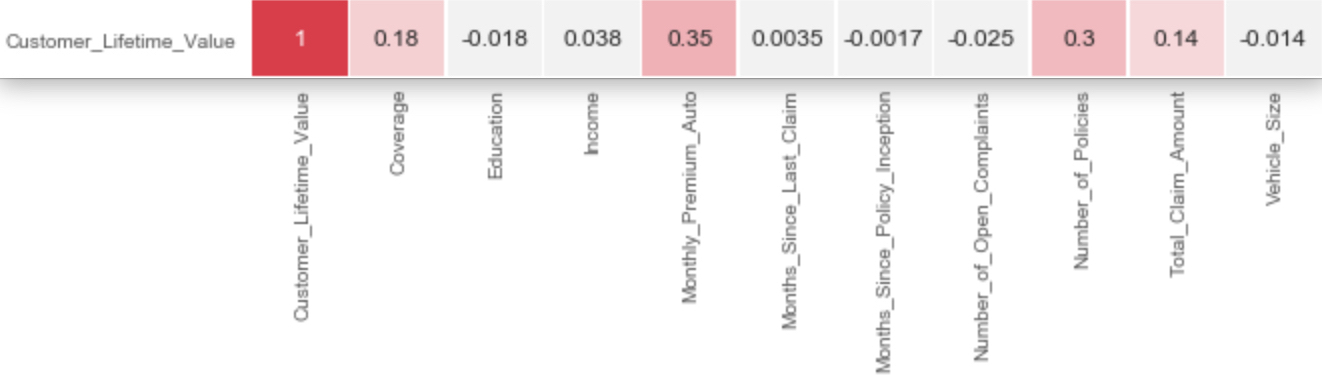 Customer_Lifetime_Value 1 0.18 -0.018 0.038 0.35 0.0035 -0.0017 -0.025 0.3 0.14 -0.014
Customer_Lifetime_Value
Coverage
Education
Income
Monthly_Premium_Auto
Months_Since_Last_Claim
Months_Since_Policy_Inception
Number_of_Open_Complaints
Number_of_Policies
Total_Claim_Amount
Vehicle_Size